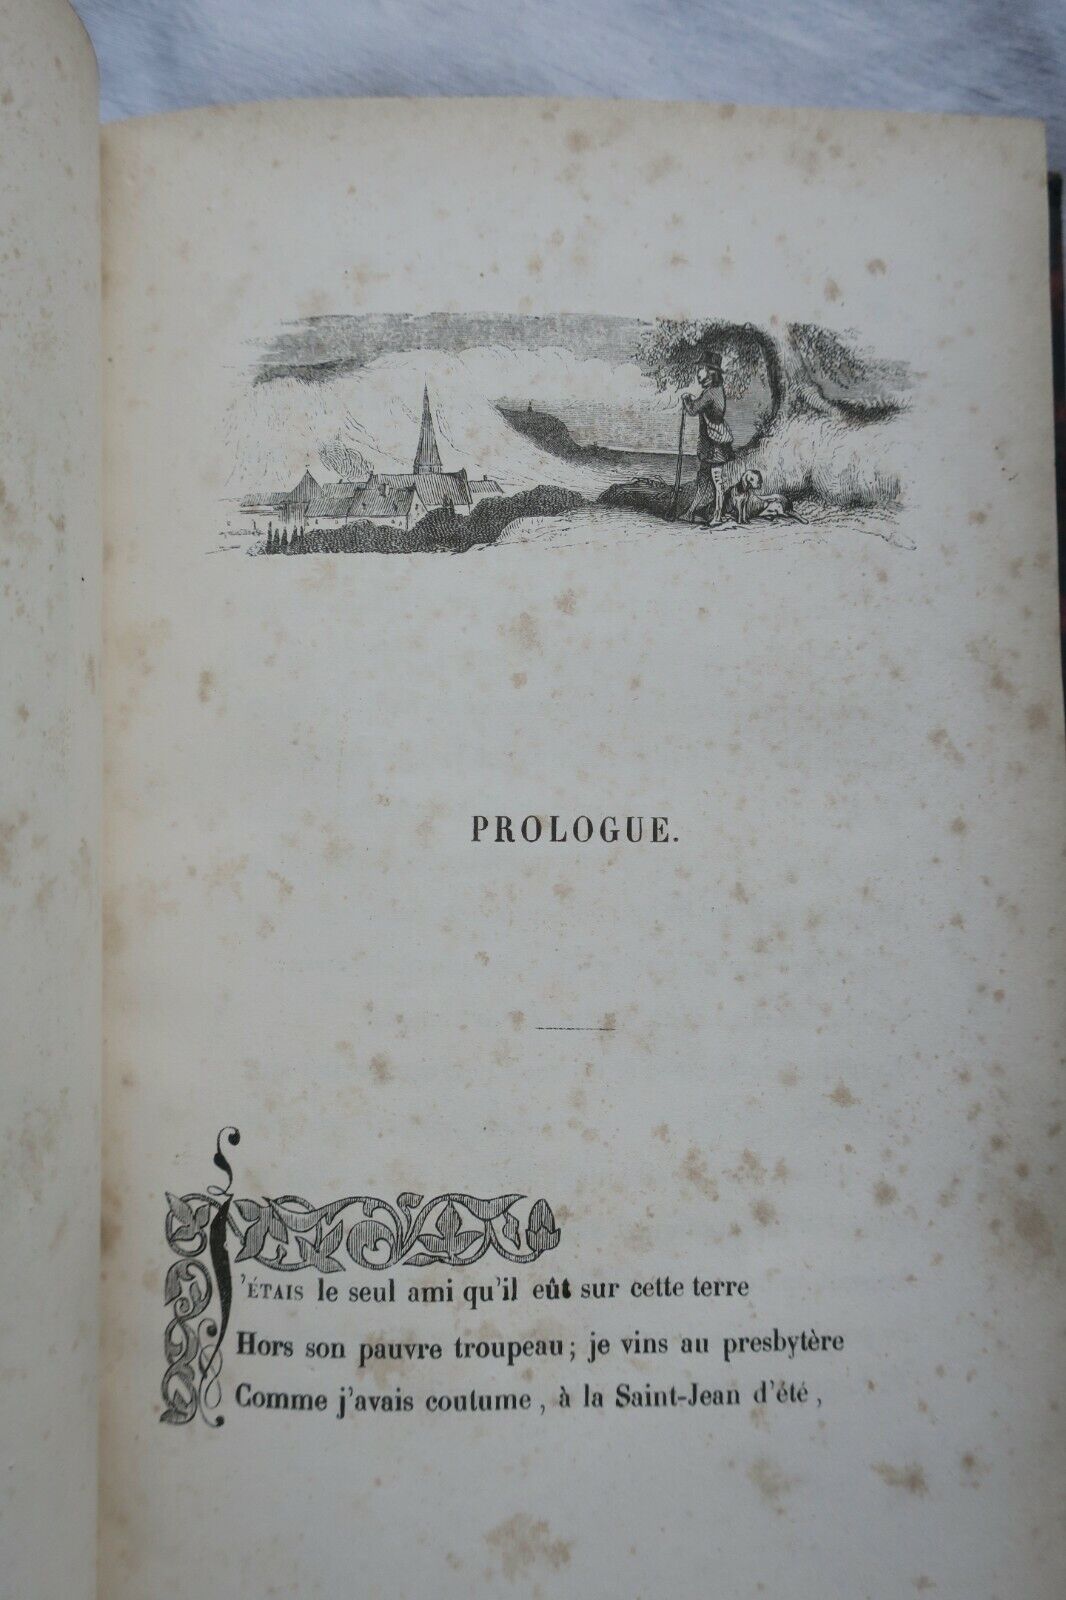 PROLOGUE.
J'ÉTAIS le seul ami qu'il eût sur cette terre
Hors son pauvre troupeau ; je vins au presbytère
Comme j'avais coutume , à la Saint-Jean d'été ,